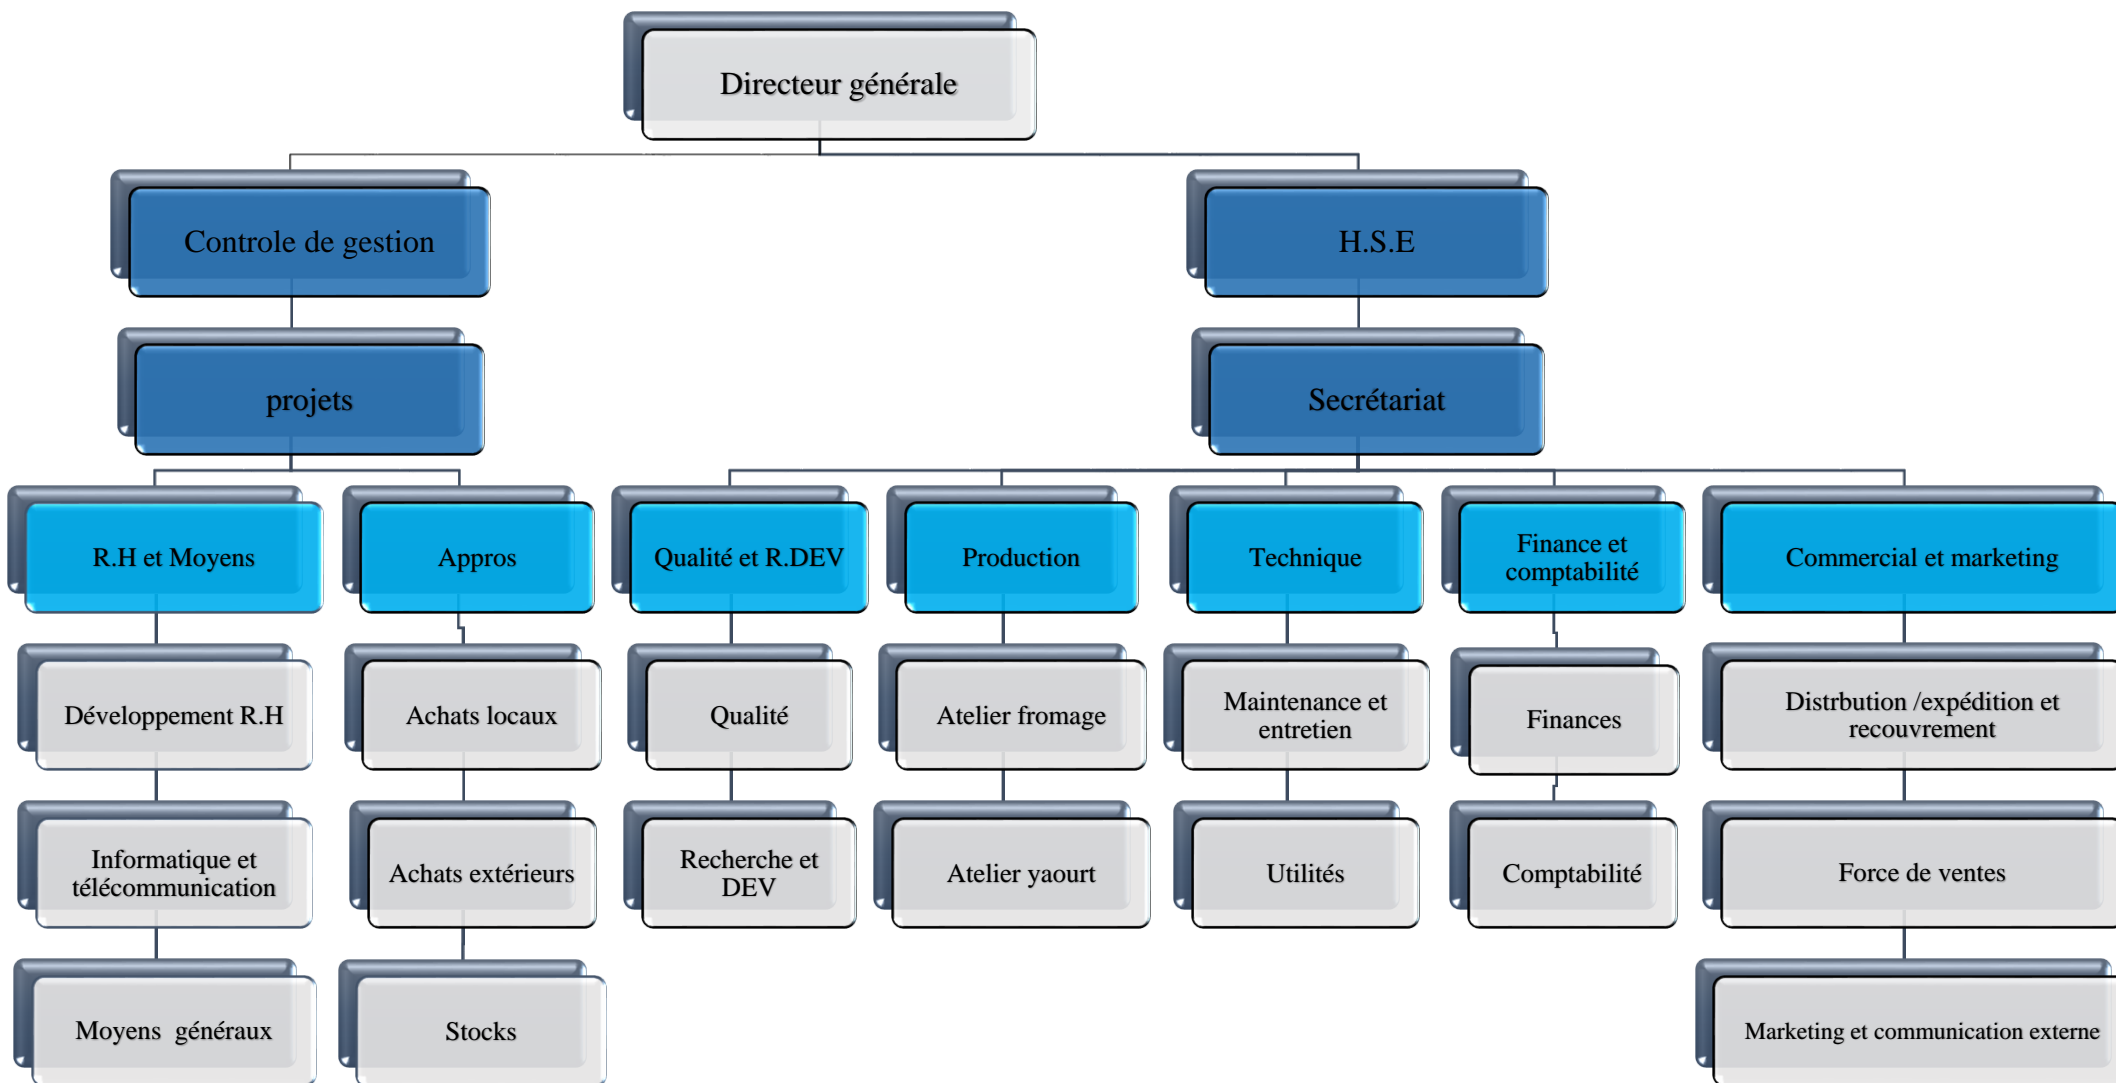 Directeur générale
Controle de gestion
H.S.E
projets
Secrétariat
R.H et Moyens
Appros
Qualité et R.DEV
Production
Technique
Finance et
comptabilité
Commercial et marketing
Développement R.H
Achats locaux
Qualité
Atelier fromage
Maintenance et
entretien
Finances
Distrbution /expédition et
recouvrement
Informatique et
télécommunication
Achats extérieurs
Recherche et
DEV
Atelier yaourt
Utilités
Comptabilité
Force de ventes
Moyens  généraux
Stocks
Marketing et communication externe